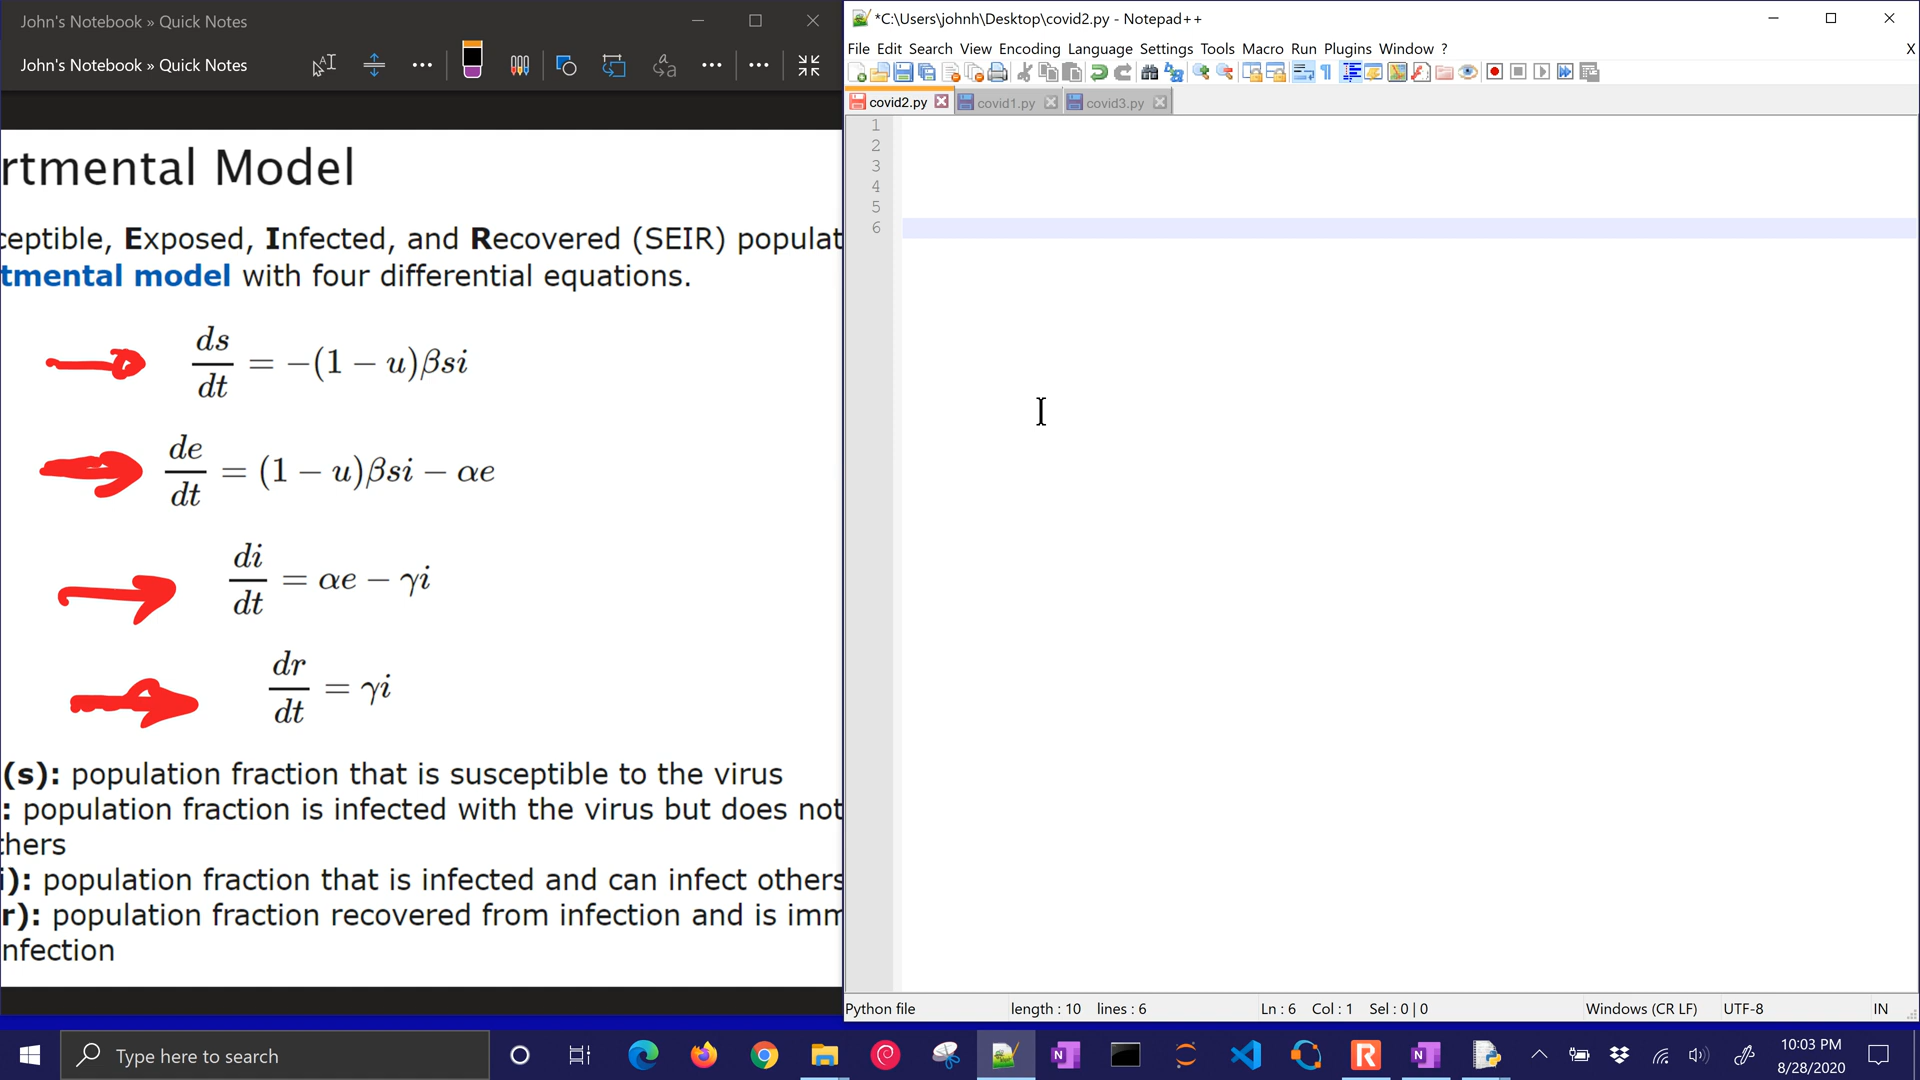 John's Notebook
Quick Notes
John's Notebook » Quick Notes
rtmental Model
ceptible, Exposed, Infected, and Recovered (SEIR) populat
tmental model with four differential equations.
ds/dt = −(1 − u)βsi
de/dt = (1 − u)βsi − αe
di/dt = αe − γi
dr/dt = γi
(s): population fraction that is susceptible to the virus
: population fraction is infected with the virus but does not
thers
i): population fraction that is infected and can infect others
r): population fraction recovered from infection and is imm
nfection
*C:\Users\johnh\Desktop\covid2.py - Notepad++
File Edit Search View Encoding Language Settings Tools Macro Run Plugins Window ? X
covid2.py covid1.py covid3.py
1
2
3
4
5
6
Python file length : 10 lines : 6 Ln : 6 Col : 1 Sel : 0 | 0 Windows (CR LF) UTF-8 IN
Type here to search
10:03 PM
8/28/2020